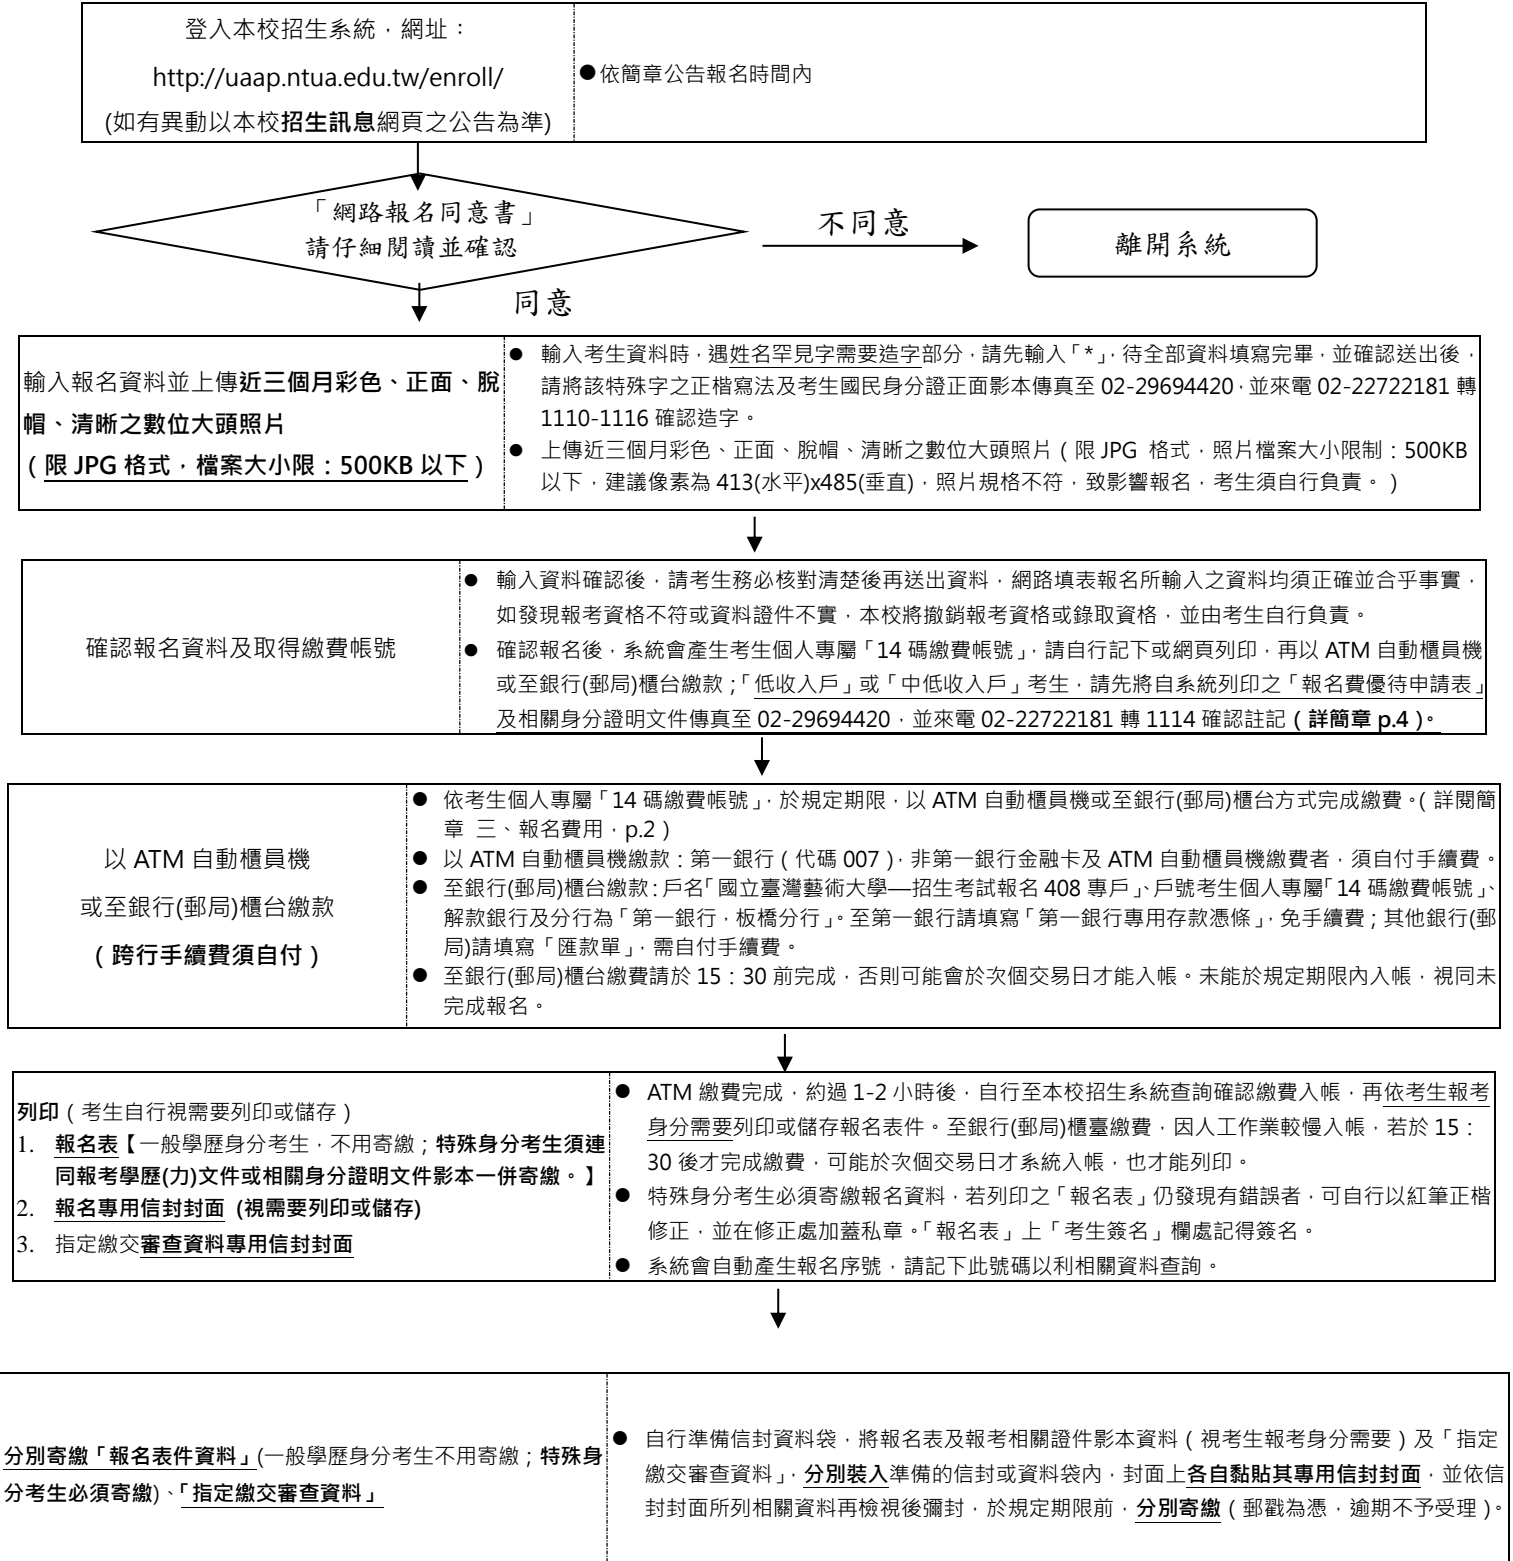 登入本校招生系統，網址：
http://uaap.ntua.edu.tw/enroll/
(如有異動以本校招生訊息網頁之公告為準)
●依簡章公告報名時間內
「網路報名同意書」
請仔細閱讀並確認
不同意
離開系統
同意
輸入報名資料並上傳近三個月彩色、正面、脫
帽、清晰之數位大頭照片
（限 JPG 格式，檔案大小限：500KB 以下）
● 輸入考生資料時，遇姓名罕見字需要造字部分，請先輸入「*」，待全部資料填寫完畢，並確認送出後，
請將該特殊字之正楷寫法及考生國民身分證正面影本傳真至 02-29694420，並來電 02-22722181 轉
1110-1116 確認造字。
● 上傳近三個月彩色、正面、脫帽、清晰之數位大頭照片（限 JPG 格式，照片檔案大小限制：500KB
以下，建議像素為 413(水平)x485(垂直)，照片規格不符，致影響報名，考生須自行負責。）
確認報名資料及取得繳費帳號
● 輸入資料確認後，請考生務必核對清楚後再送出資料，網路填表報名所輸入之資料均須正確並合乎事實，
如發現報考資格不符或資料證件不實，本校將撤銷報考資格或錄取資格，並由考生自行負責。
● 確認報名後，系統會產生考生個人專屬「14 碼繳費帳號」，請自行記下或網頁列印，再以 ATM 自動櫃員機
或至銀行(郵局)櫃台繳款；「低收入戶」或「中低收入戶」考生，請先將自系統列印之「報名費優待申請表」
及相關身分證明文件傳真至 02-29694420，並來電 02-22722181 轉 1114 確認註記（詳簡章 p.4）。
以 ATM 自動櫃員機
或至銀行(郵局)櫃台繳款
（跨行手續費須自付）
● 依考生個人專屬「14 碼繳費帳號」，於規定期限，以 ATM 自動櫃員機或至銀行(郵局)櫃台方式完成繳費。（詳閱簡
章 三、報名費用，p.2）
● 以 ATM 自動櫃員機繳款：第一銀行（代碼 007），非第一銀行金融卡及 ATM 自動櫃員機繳費者，須自付手續費。
● 至銀行(郵局)櫃台繳款：戶名「國立臺灣藝術大學—招生考試報名 408 專戶」、戶號考生個人專屬「14 碼繳費帳號」、
解款銀行及分行為「第一銀行，板橋分行」。至第一銀行請填寫「第一銀行專用存款憑條」，免手續費；其他銀行(郵
局)請填寫「匯款單」，需自付手續費。
● 至銀行(郵局)櫃台繳費請於 15：30 前完成，否則可能會於次個交易日才能入帳。未能於規定期限內入帳，視同未
完成報名。
列印（考生自行視需要列印或儲存）
1. 報名表【一般學歷身分考生，不用寄繳；特殊身分考生須連
同報考學歷(力)文件或相關身分證明文件影本一併寄繳。】
2. 報名專用信封封面 (視需要列印或儲存)
3. 指定繳交審查資料專用信封封面
● ATM 繳費完成，約過 1-2 小時後，自行至本校招生系統查詢確認繳費入帳，再依考生報考
身分需要列印或儲存報名表件。至銀行(郵局)櫃臺繳費，因人工作業較慢入帳，若於 15：
30 後才完成繳費，可能於次個交易日才系統入帳，也才能列印。
● 特殊身分考生必須寄繳報名資料，若列印之「報名表」仍發現有錯誤者，可自行以紅筆正楷
修正，並在修正處加蓋私章。「報名表」上「考生簽名」欄處記得簽名。
● 系統會自動產生報名序號，請記下此號碼以利相關資料查詢。
分別寄繳「報名表件資料」(一般學歷身分考生不用寄繳；特殊身
分考生必須寄繳)、「指定繳交審查資料」
● 自行準備信封資料袋，將報名表及報考相關證件影本資料（視考生報考身分需要）及「指定
繳交審查資料」，分別裝入準備的信封或資料袋內，封面上各自黏貼其專用信封封面，並依信
封封面所列相關資料再檢視後彌封，於規定期限前，分別寄繳（郵戳為憑，逾期不予受理）。